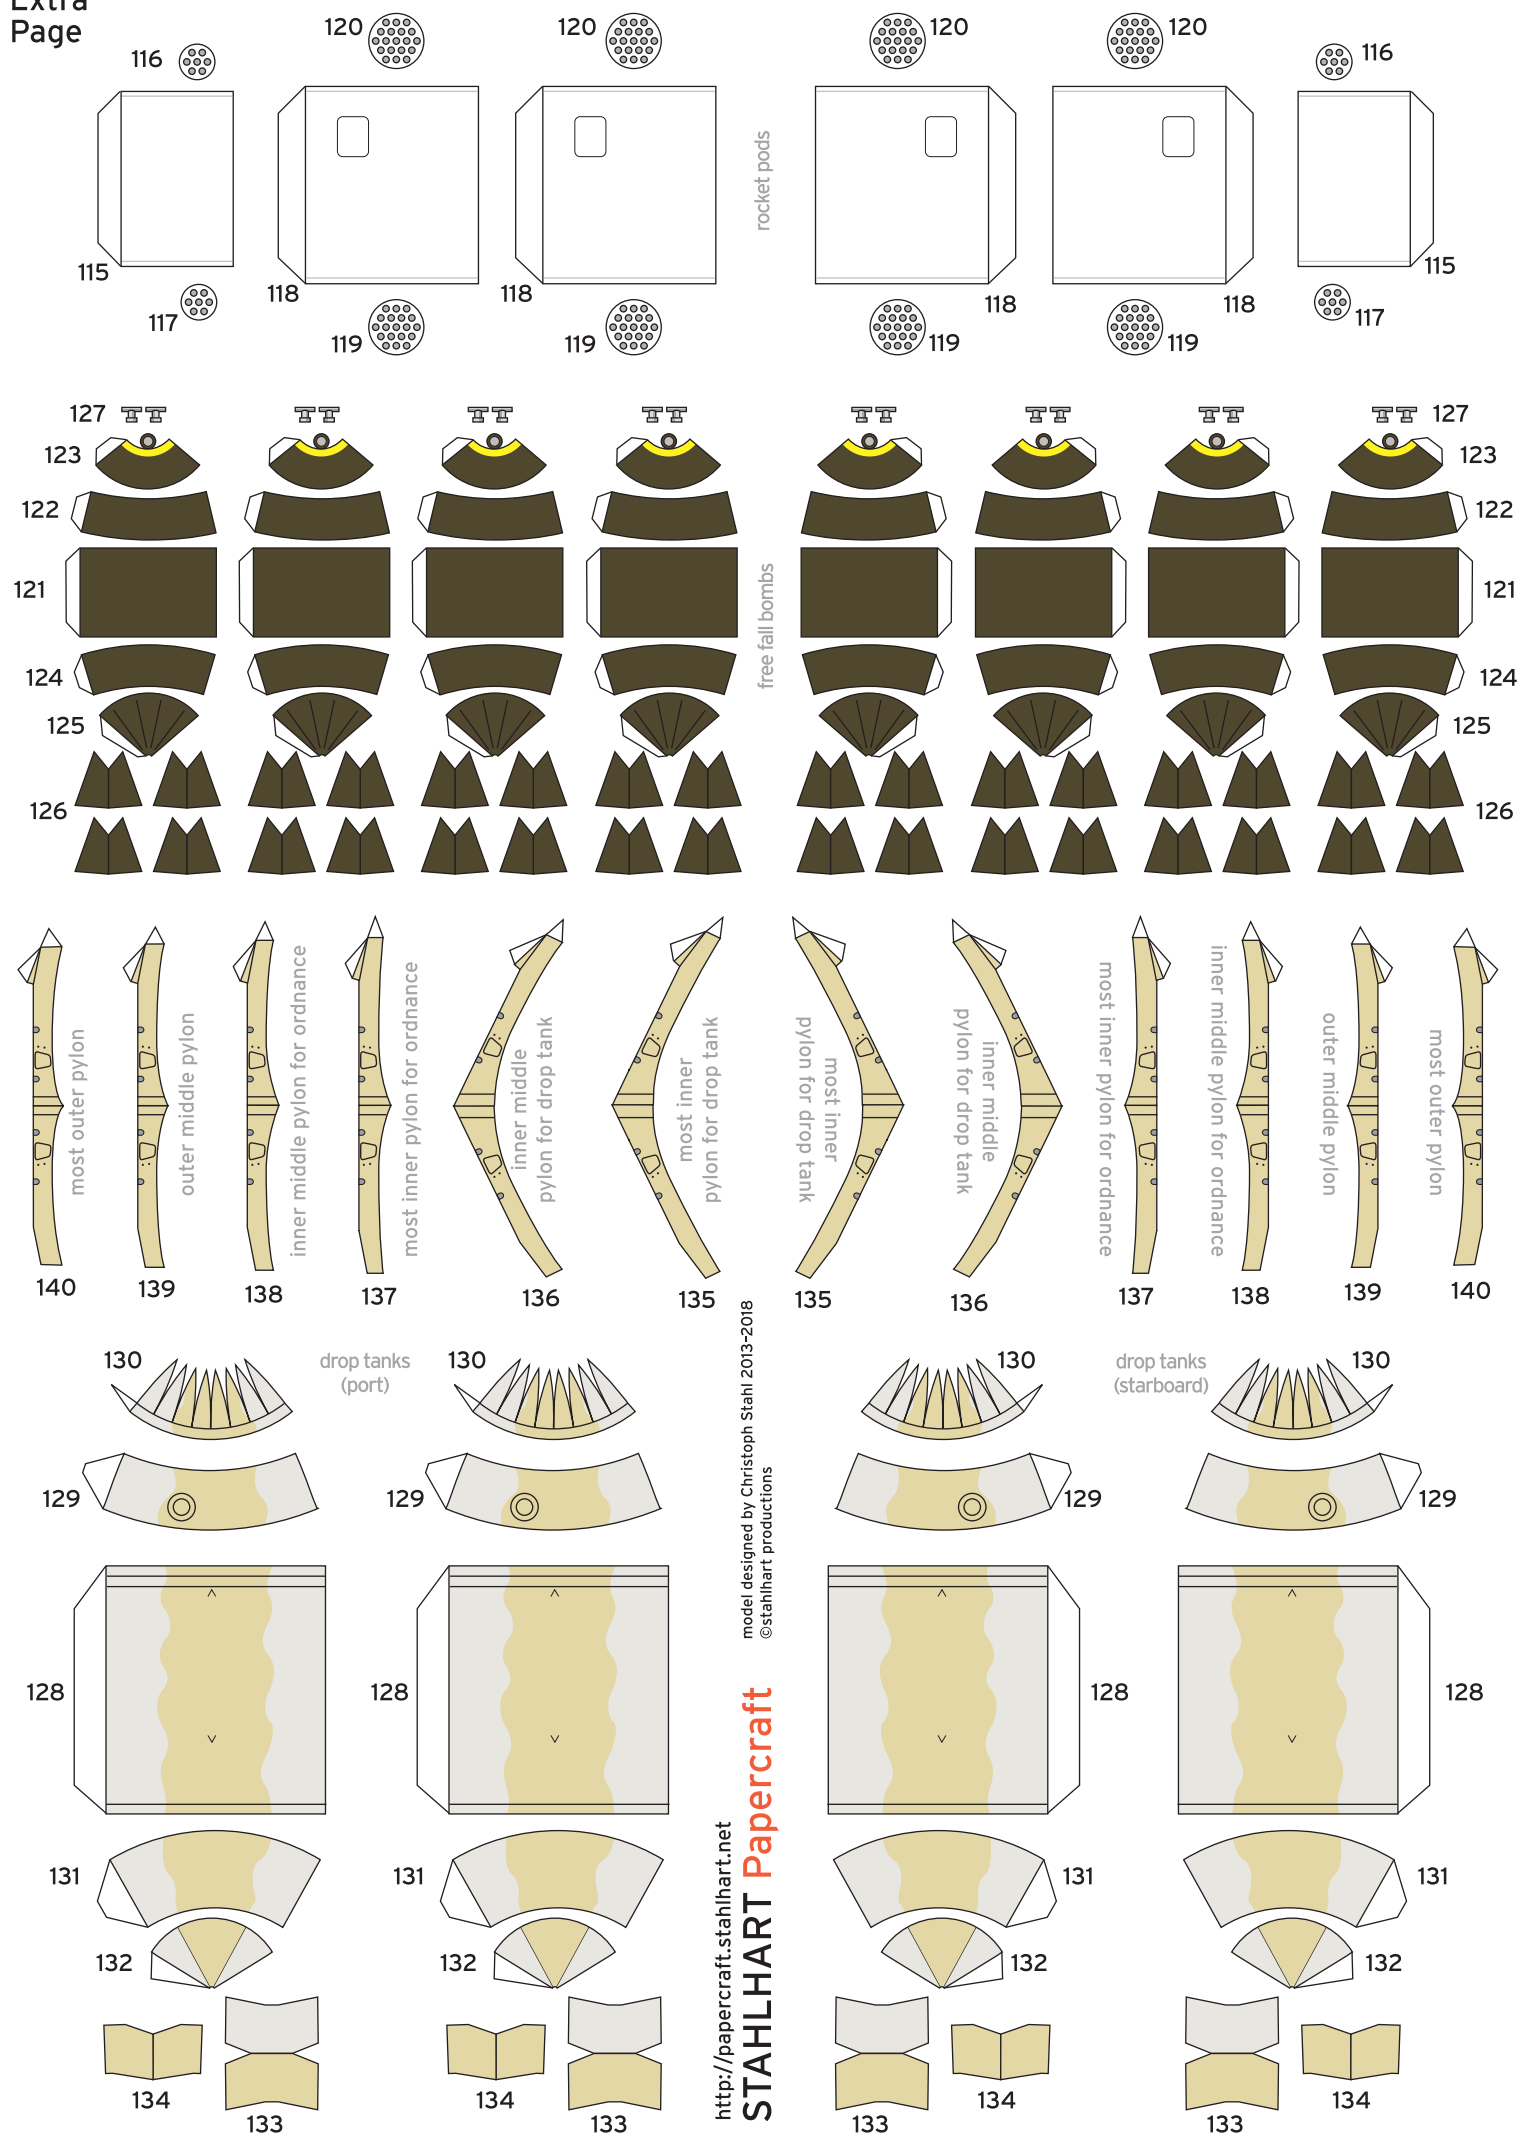 Extra
Page
116
120
120
120
120
116
rocket pods
115
118
118
118
118
115
117
119
119
119
119
117
127
127
123
123
122
122
121
121
free fall bombs
124
124
125
125
126
126
most outer pylon
outer middle pylon
inner middle pylon for ordnance
most inner pylon for ordnance
inner middle
pylon for drop tank
most inner
pylon for drop tank
most inner
pylon for drop tank
inner middle
pylon for drop tank
most inner pylon for ordnance
inner middle pylon for ordnance
outer middle pylon
most outer pylon
140
139
138
137
136
135
135
136
137
138
139
140
130
drop tanks
(port)
130
130
drop tanks
(starboard)
130
129
129
129
129
model designed by Christoph Stahl 2013-2018
©stahlhart productions
128
128
128
128
http://papercraft.stahlhart.net
STAHLHART Papercraft
131
131
131
131
132
132
132
132
134
133
134
133
133
134
133
134